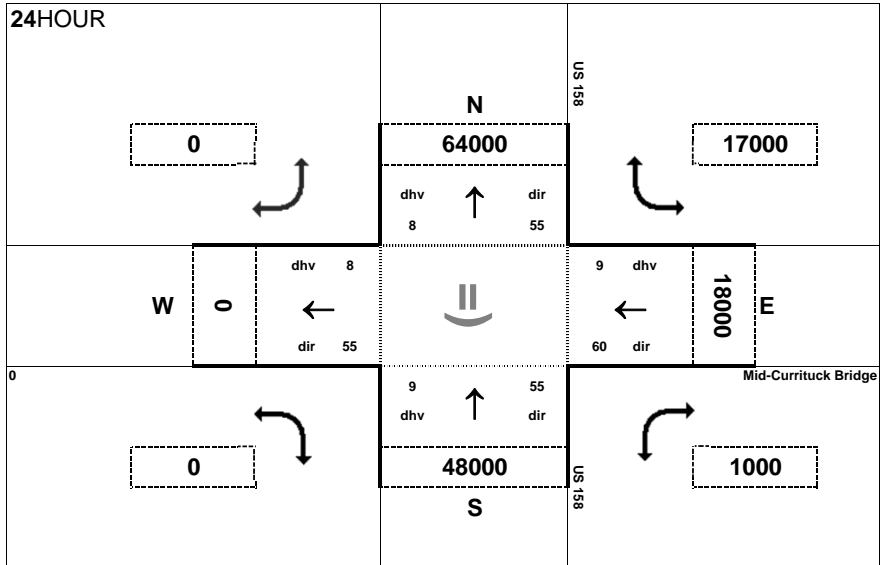 24HOUR
US 158
N
0
64000
17000
dhv
dir
8
55
dhv 8
9 dhv
W
0
18000
E
dir 55
60 dir
0
Mid-Currituck Bridge
9
55
dhv
dir
0
48000
1000
US 158
S